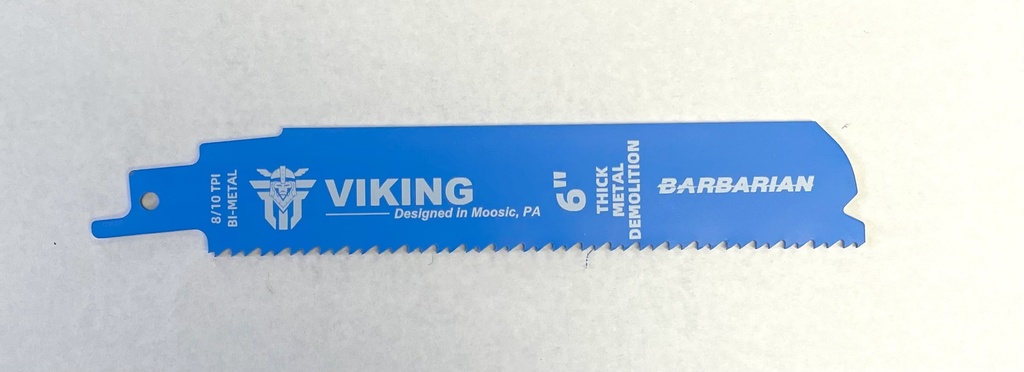 8/10 TPI
BI-METAL
VIKING
Designed in Moosic, PA
6"
THICK
METAL
DEMOLITION
BARBARIAN